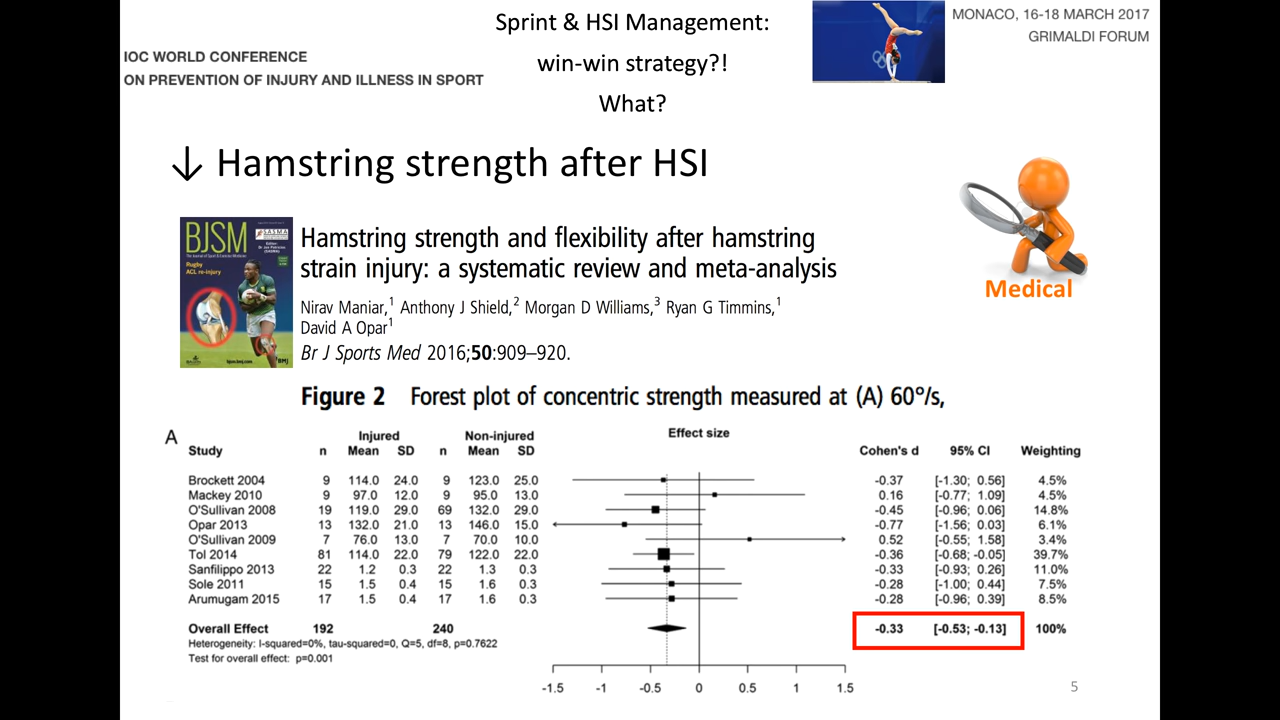 Sprint & HSI Management:
win-win strategy?!
What?
IOC WORLD CONFERENCE
ON PREVENTION OF INJURY AND ILLNESS IN SPORT
MONACO, 16-18 MARCH 2017
GRIMALDI FORUM
↓ Hamstring strength after HSI
BJSM
Rugby
ACL re-injury
BMJ
Hamstring strength and flexibility after hamstring
strain injury: a systematic review and meta-analysis
Nirav Maniar,1 Anthony J Shield,2 Morgan D Williams,3 Ryan G Timmins,1
David A Opar1
Br J Sports Med 2016;50:909–920.
Medical
Figure 2 Forest plot of concentric strength measured at (A) 60°/s,
A
Injured Non-injured Effect size
Study n Mean SD n Mean SD Cohen's d 95% CI Weighting
Brockett 2004 9 114.0 24.0 9 123.0 25.0 -0.37 [-1.30; 0.56] 4.5%
Mackey 2010 9 97.0 12.0 9 95.0 13.0 0.16 [-0.77; 1.09] 4.5%
O'Sullivan 2008 19 119.0 29.0 69 132.0 29.0 -0.45 [-0.96; 0.06] 14.8%
Opar 2013 13 132.0 21.0 13 146.0 15.0 -0.77 [-1.56; 0.03] 6.1%
O'Sullivan 2009 7 76.0 13.0 7 70.0 10.0 0.52 [-0.55; 1.58] 3.4%
Tol 2014 81 114.0 22.0 79 122.0 22.0 -0.36 [-0.68; -0.05] 39.7%
Sanfilippo 2013 22 1.2 0.3 22 1.3 0.3 -0.33 [-0.93; 0.26] 11.0%
Sole 2011 15 1.5 0.4 15 1.6 0.3 -0.28 [-1.00; 0.44] 7.5%
Arumugam 2015 17 1.5 0.4 17 1.6 0.3 -0.28 [-0.96; 0.39] 8.5%
Overall Effect 192 240 -0.33 [-0.53; -0.13] 100%
Heterogeneity: I-squared=0%, tau-squared=0, Q=5, df=8, p=0.7622
Test for overall effect: p=0.001
-1.5 -1 -0.5 0 0.5 1 1.5
5